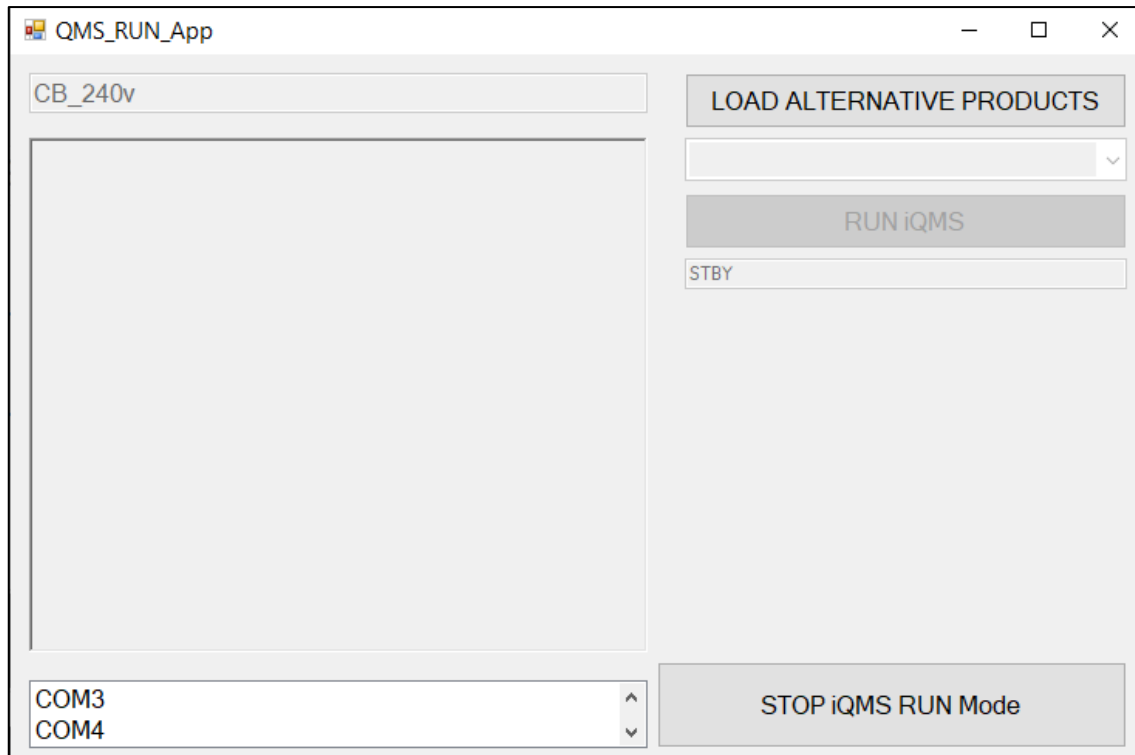 QMS_RUN_App
CB_240v
LOAD ALTERNATIVE PRODUCTS
RUN iQMS
STBY
COM3
COM4
STOP iQMS RUN Mode